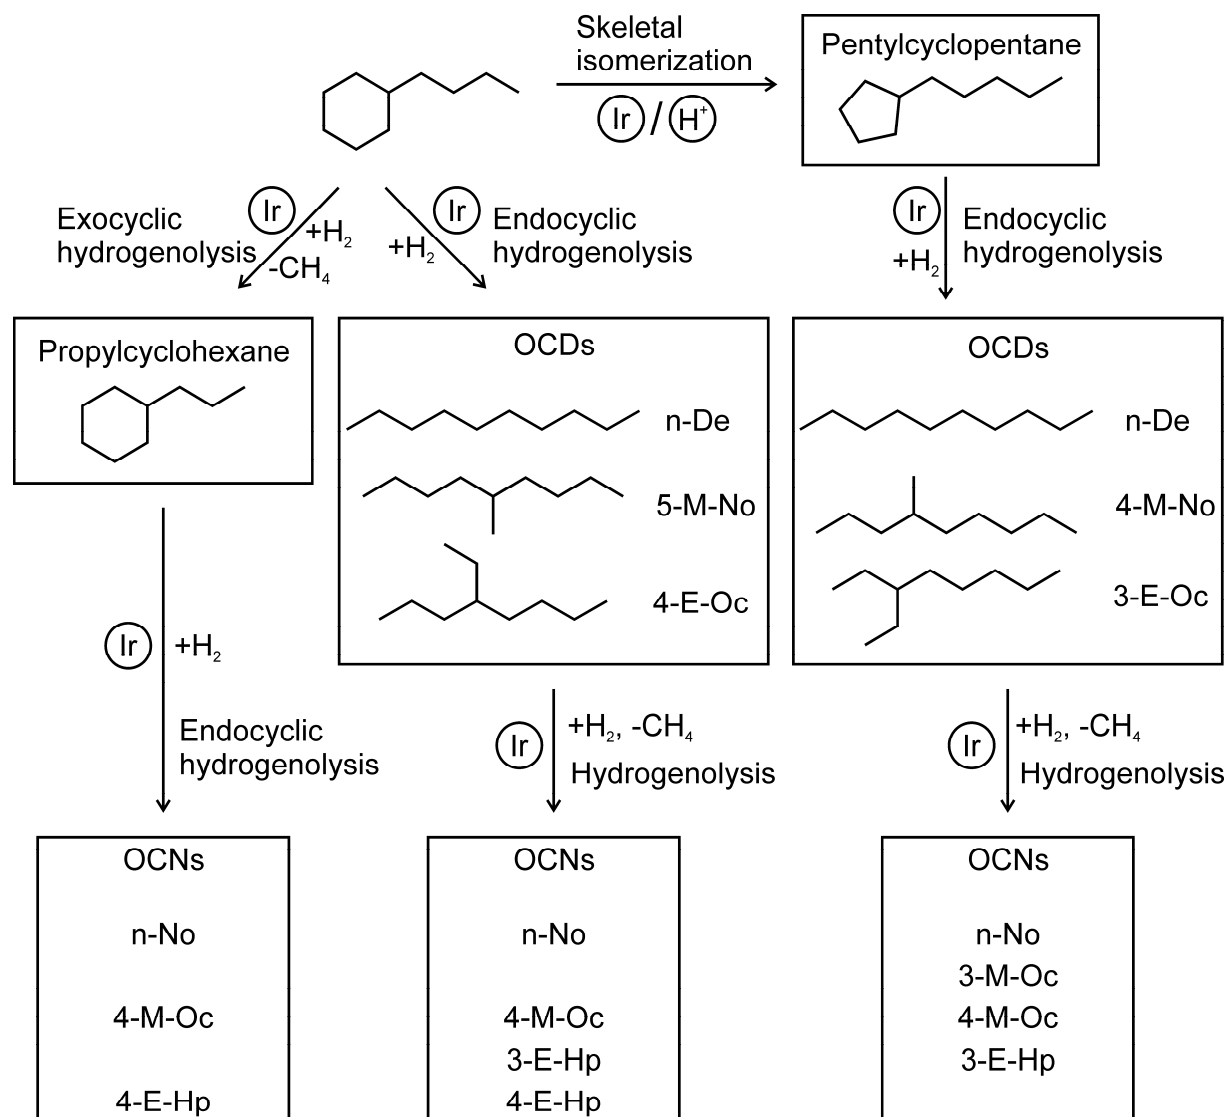 Skeletal
isomerization
Ir / H⁺
Pentylcyclopentane
Exocyclic
hydrogenolysis
Ir
+H₂
-CH₄
Ir
+H₂
Endocyclic
hydrogenolysis
Ir
+H₂
Endocyclic
hydrogenolysis
Propylcyclohexane
OCDs
n-De
5-M-No
4-E-Oc
OCDs
n-De
4-M-No
3-E-Oc
Ir
+H₂
Endocyclic
hydrogenolysis
Ir
+H₂, -CH₄
Hydrogenolysis
Ir
+H₂, -CH₄
Hydrogenolysis
OCNs
n-No
4-M-Oc
4-E-Hp
OCNs
n-No
4-M-Oc
3-E-Hp
4-E-Hp
OCNs
n-No
3-M-Oc
4-M-Oc
3-E-Hp